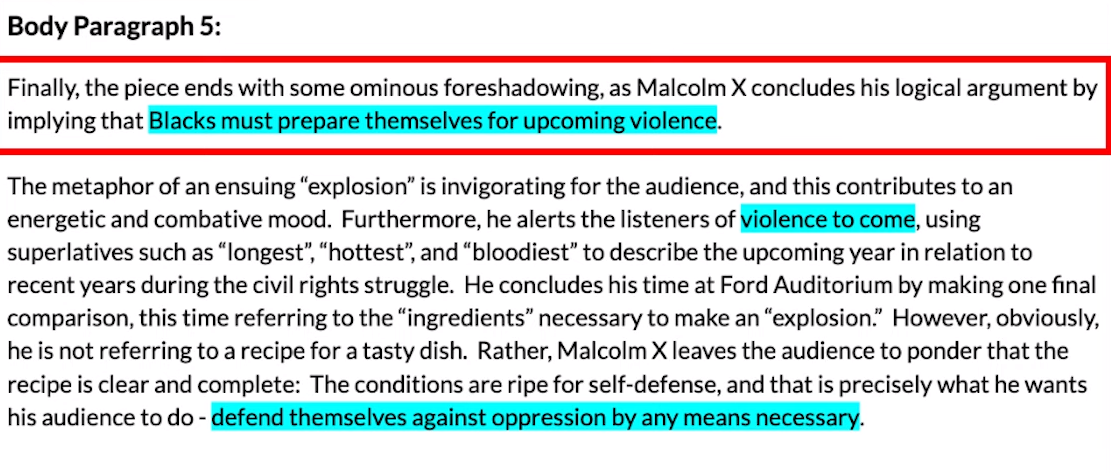 Body Paragraph 5:
Finally, the piece ends with some ominous foreshadowing, as Malcolm X concludes his logical argument by
implying that Blacks must prepare themselves for upcoming violence.
The metaphor of an ensuing “explosion” is invigorating for the audience, and this contributes to an
energetic and combative mood.  Furthermore, he alerts the listeners of violence to come, using
superlatives such as “longest”, “hottest”, and “bloodiest” to describe the upcoming year in relation to
recent years during the civil rights struggle.  He concludes his time at Ford Auditorium by making one final
comparison, this time referring to the “ingredients” necessary to make an “explosion.”  However, obviously,
he is not referring to a recipe for a tasty dish.  Rather, Malcolm X leaves the audience to ponder that the
recipe is clear and complete:  The conditions are ripe for self-defense, and that is precisely what he wants
his audience to do - defend themselves against oppression by any means necessary.